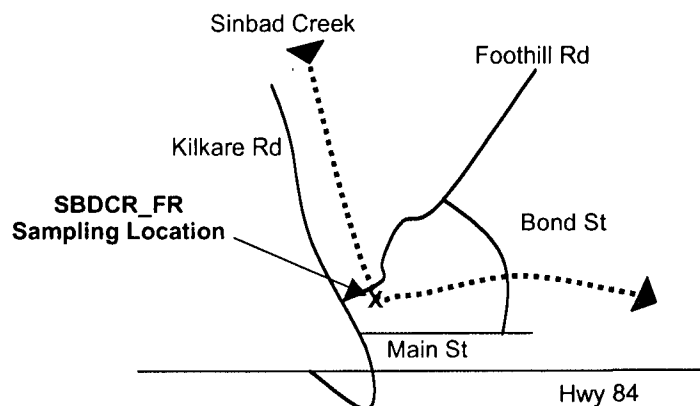 Sinbad Creek
Foothill Rd
Kilkare Rd
SBDCR_FR
Sampling Location
Bond St
X
Main St
Hwy 84